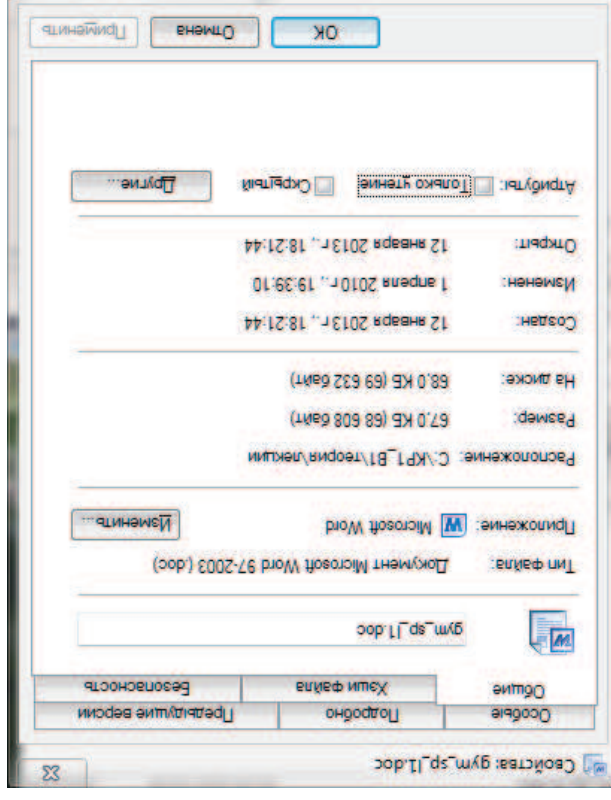 Свойства: gym_sp_l1.doc
Особые Подробно Предыдущие версии
Общие Хэши файла Безопасность
gym_sp_l1.doc
Тип файла: Документ Microsoft Word 97-2003 (.doc)
Приложение: Microsoft Word Изменить...
Расположение: C:\КР1_В1\теория\лекции
Размер: 67,0 КБ (68 608 байт)
На диске: 68,0 КБ (69 632 байт)
Создан: 12 января 2013 г., 18:21:44
Изменен: 1 апреля 2010 г., 19:39:10
Открыт: 12 января 2013 г., 18:21:44
Атрибуты: Только чтение Скрытый Другие...
ОК Отмена Применить